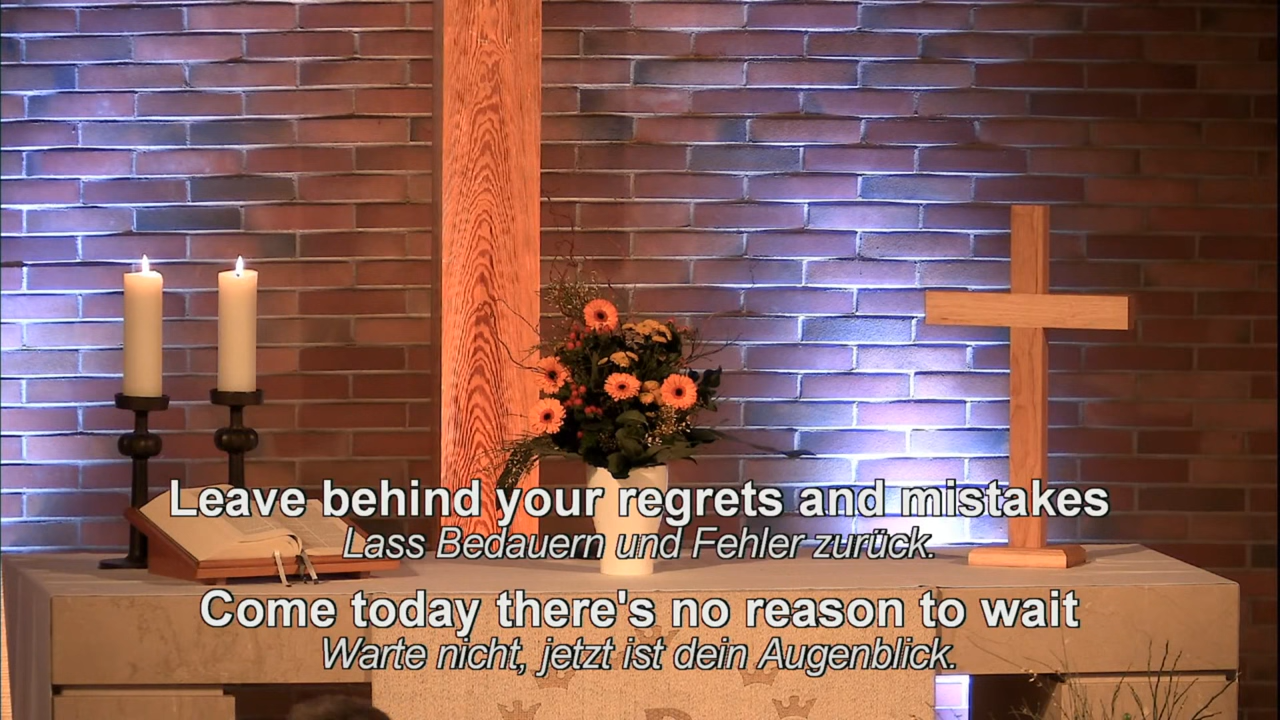 Leave behind your regrets and mistakes
Lass Bedauern und Fehler zurück.
Come today there's no reason to wait
Warte nicht, jetzt ist dein Augenblick.